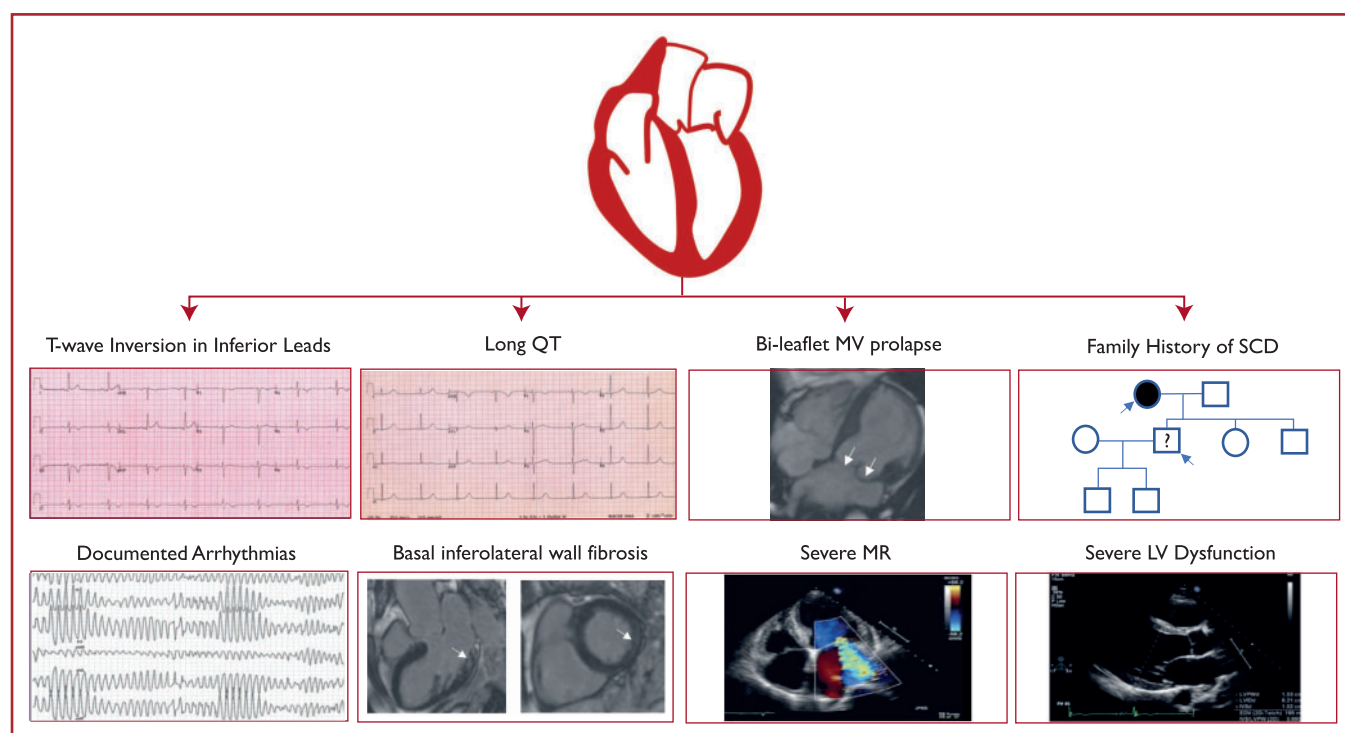 T-wave Inversion in Inferior Leads
Long QT
Bi-leaflet MV prolapse
Family History of SCD
?
Documented Arrhythmias
Basal inferolateral wall fibrosis
Severe MR
Severe LV Dysfunction